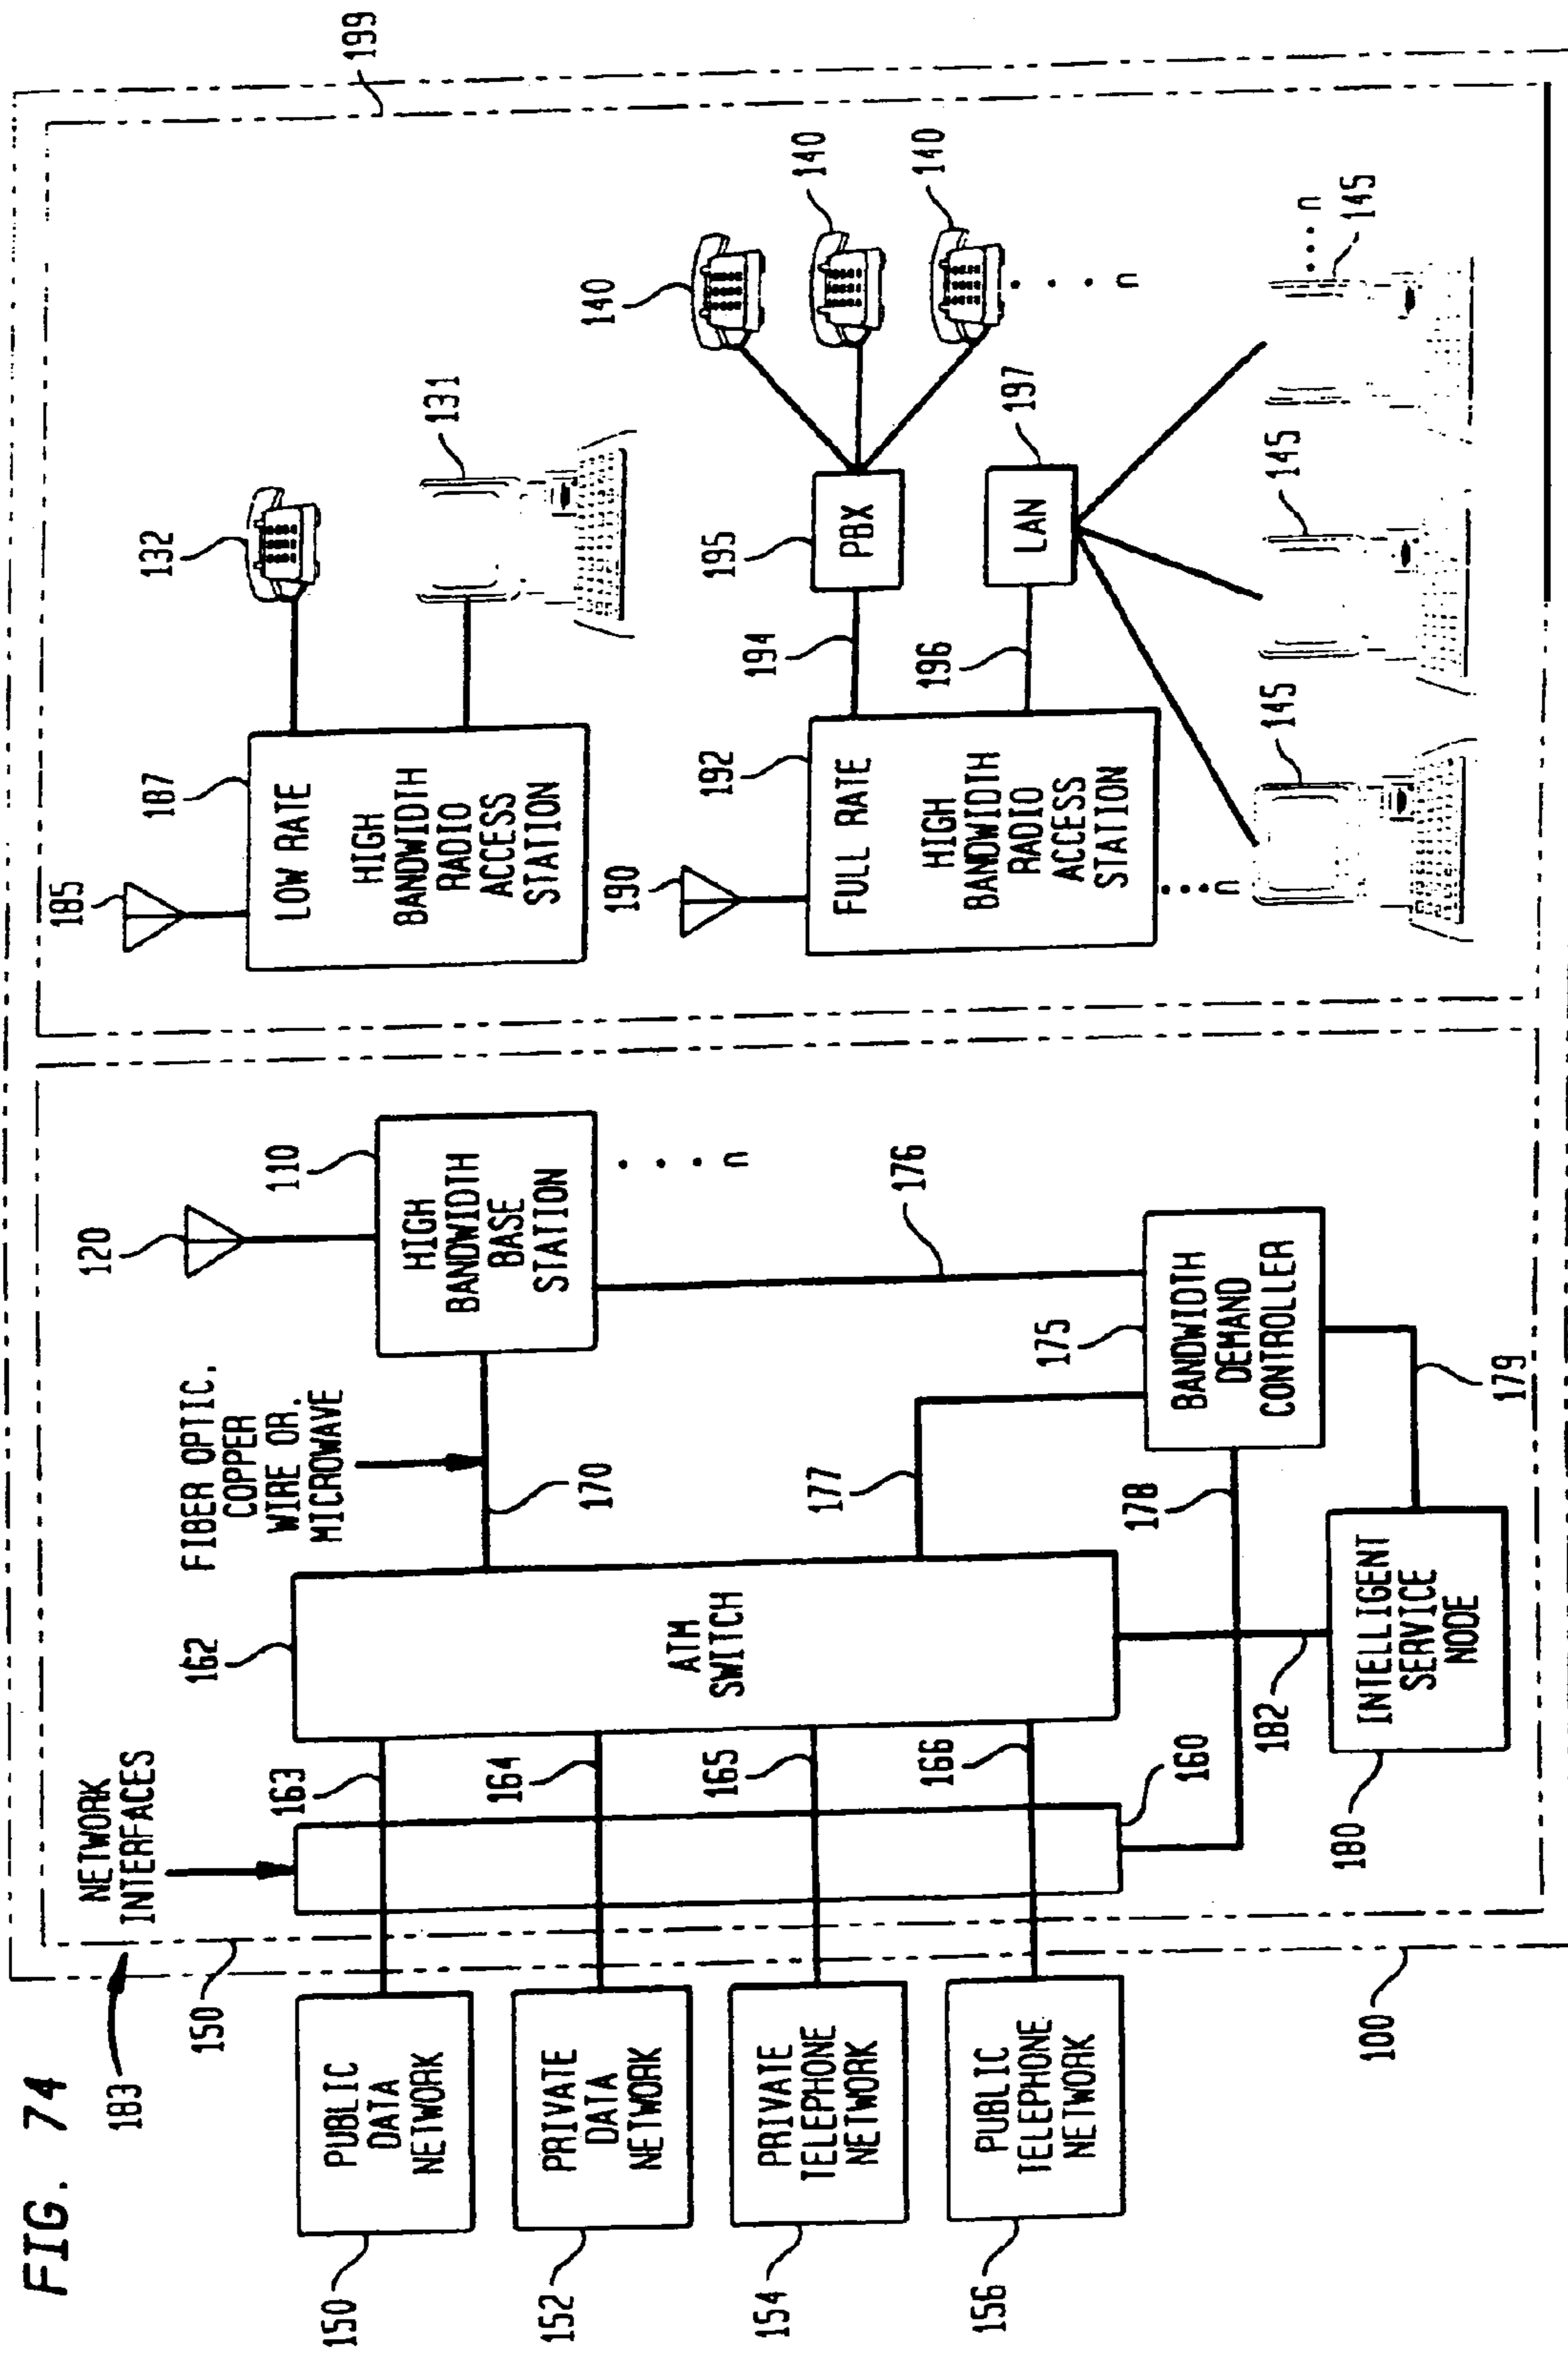 FIG. 74
183
NETWORK
INTERFACES
150
150
PUBLIC
DATA
NETWORK
152
PRIVATE
DATA
NETWORK
154
PRIVATE
TELEPHONE
NETWORK
156
PUBLIC
TELEPHONE
NETWORK
163
164
165
166
160
162
ATM
SWITCH
FIBER OPTIC.
COPPER
WIRE OR.
MICROWAVE
170
120
110
HIGH
BANDWIDTH
BASE
STATION
n
176
177
175
BANDWIDTH
DEMAND
CONTROLLER
178
179
182
180
INTELLIGENT
SERVICE
NODE
100
185
187
LOW RATE
HIGH
BANDWIDTH
RADIO
ACCESS
STATION
132
131
199
190
192
FULL RATE
HIGH
BANDWIDTH
RADIO
ACCESS
STATION
n
194
195
PBX
140
140
140
n
196
197
LAN
145
145
145
n